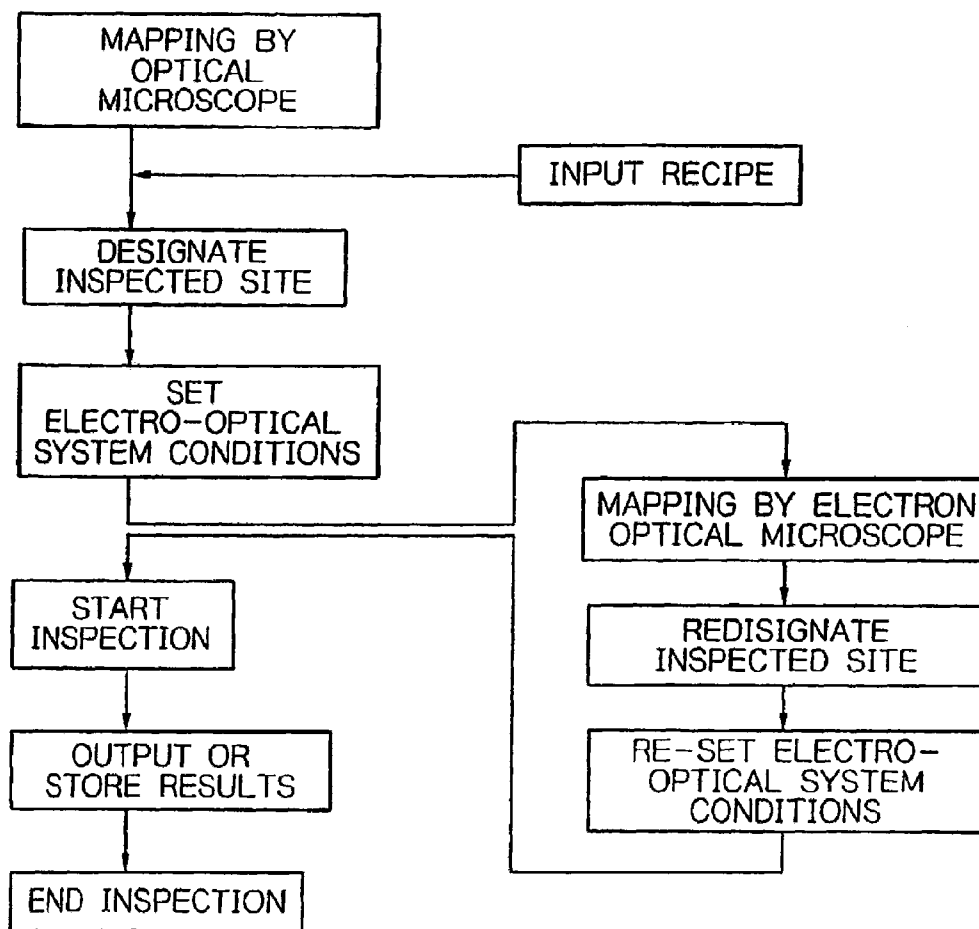 MAPPING BY
OPTICAL
MICROSCOPE
INPUT RECIPE
DESIGNATE
INSPECTED SITE
SET
ELECTRO-OPTICAL
SYSTEM CONDITIONS
MAPPING BY ELECTRON
OPTICAL MICROSCOPE
REDISIGNATE
INSPECTED SITE
RE-SET ELECTRO-
OPTICAL SYSTEM
CONDITIONS
START
INSPECTION
OUTPUT OR
STORE RESULTS
END INSPECTION